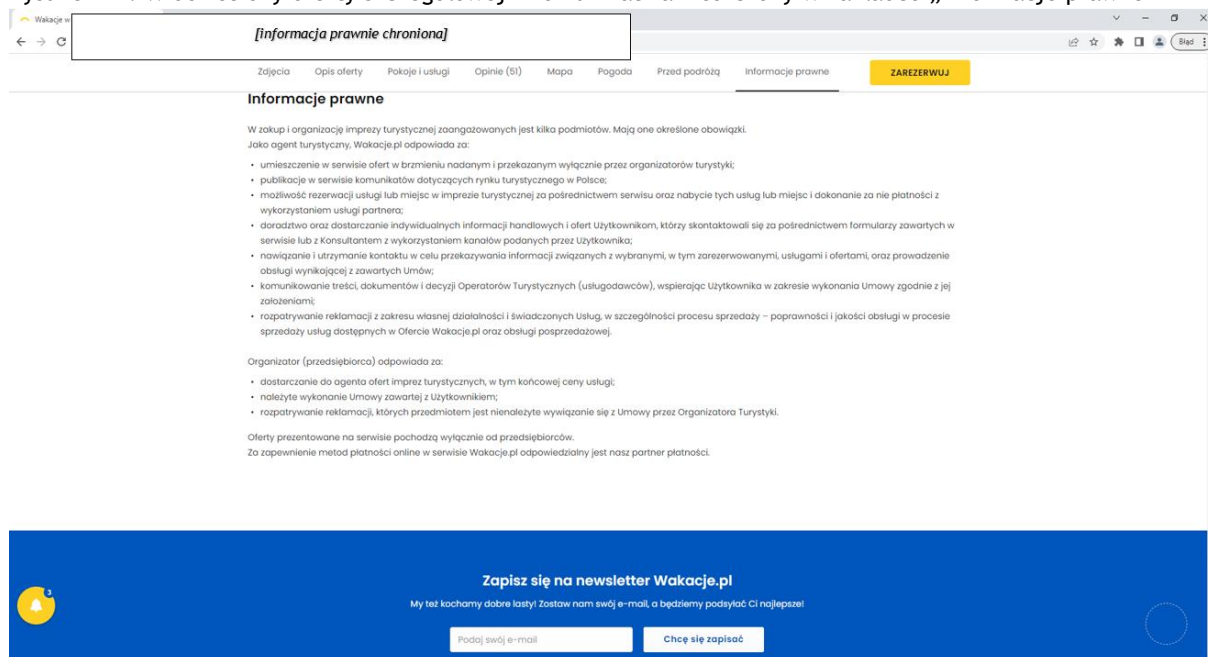 Wakacje w
[informacja prawnie chroniona]
Błąd
Zdjęcia Opis oferty Pokoje i usługi Opinie (51) Mapa Pogoda Przed podróżą Informacje prawne ZAREZERWUJ
Informacje prawne
W zakup i organizację imprezy turystycznej zaangażowanych jest kilka podmiotów. Mają one określone obowiązki.
Jako agent turystyczny, Wakacje.pl odpowiada za:
• umieszczenie w serwisie ofert w brzmieniu nadanym i przekazanym wyłącznie przez organizatorów turystyki;
• publikacje w serwisie komunikatów dotyczących rynku turystycznego w Polsce;
• możliwość rezerwacji usługi lub miejsc w imprezie turystycznej za pośrednictwem serwisu oraz nabycie tych usług lub miejsc i dokonanie za nie płatności z
wykorzystaniem usługi partnera;
• doradztwo oraz dostarczanie indywidualnych informacji handlowych i ofert Użytkownikom, którzy skontaktowali się za pośrednictwem formularzy zawartych w
serwisie lub z Konsultantem z wykorzystaniem kanałów podanych przez Użytkownika;
• nawiązanie i utrzymanie kontaktu w celu przekazywania informacji związanych z wybranymi, w tym zarezerwowanymi, usługami i ofertami, oraz prowadzenie
obsługi wynikającej z zawartych Umów;
• komunikowanie treści, dokumentów i decyzji Operatorów Turystycznych (usługodawców), wspierając Użytkownika w zakresie wykonania Umowy zgodnie z jej
założeniami;
• rozpatrywanie reklamacji z zakresu własnej działalności i świadczonych Usług, w szczególności procesu sprzedaży – poprawności i jakości obsługi w procesie
sprzedaży usług dostępnych w Ofercie Wakacje.pl oraz obsługi posprzedażowej.
Organizator (przedsiębiorca) odpowiada za:
• dostarczanie do agenta ofert imprez turystycznych, w tym końcowej ceny usługi;
• należyte wykonanie Umowy zawartej z Użytkownikiem;
• rozpatrywanie reklamacji, których przedmiotem jest nienależyte wywiązanie się z Umowy przez Organizatora Turystyki.
Oferty prezentowane na serwisie pochodzą wyłącznie od przedsiębiorców.
Za zapewnienie metod płatności online w serwisie Wakacje.pl odpowiedzialny jest nasz partner płatności.
Zapisz się na newsletter Wakacje.pl
3
My też kochamy dobre lasty! Zostaw nam swój e-mail, a będziemy podsyłać Ci najlepsze!
Podaj swój e-mail Chcę się zapisać